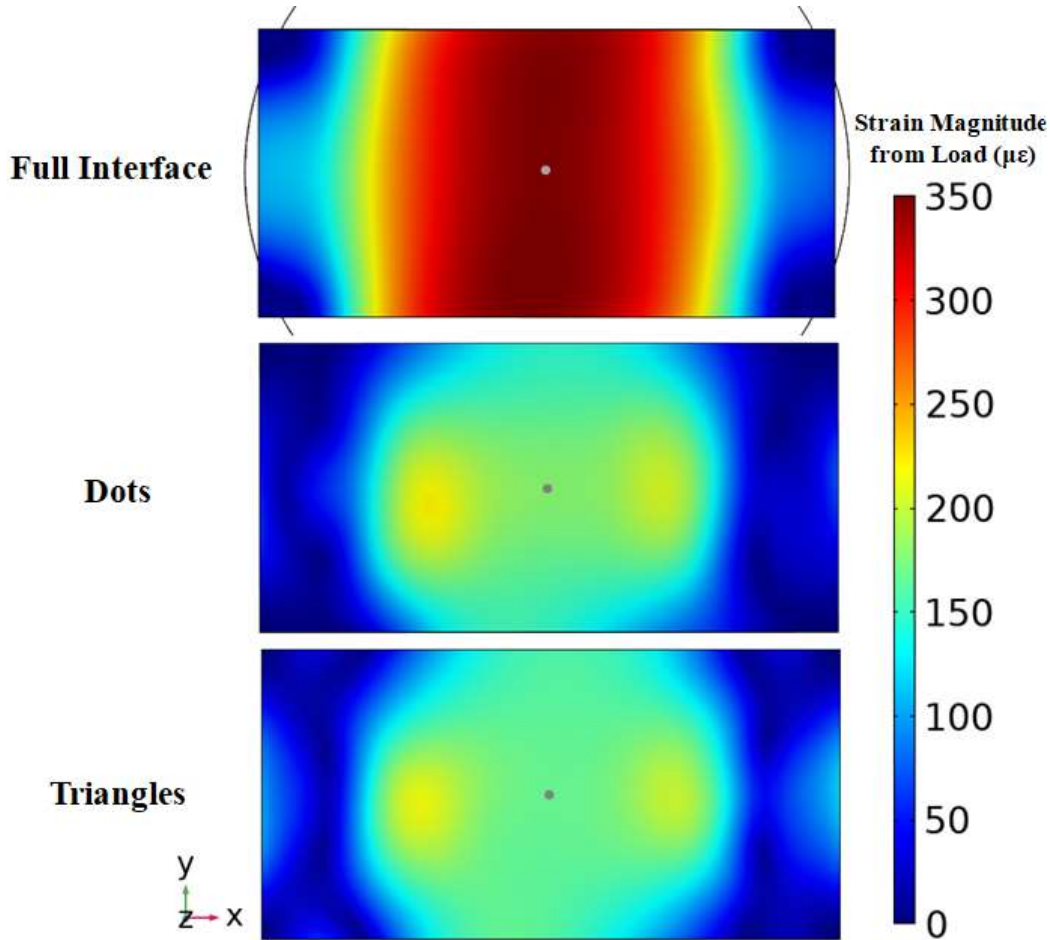 Full Interface
Strain Magnitude
from Load (με)
350
300
250
200
150
100
50
0
Dots
Triangles
y
z
x